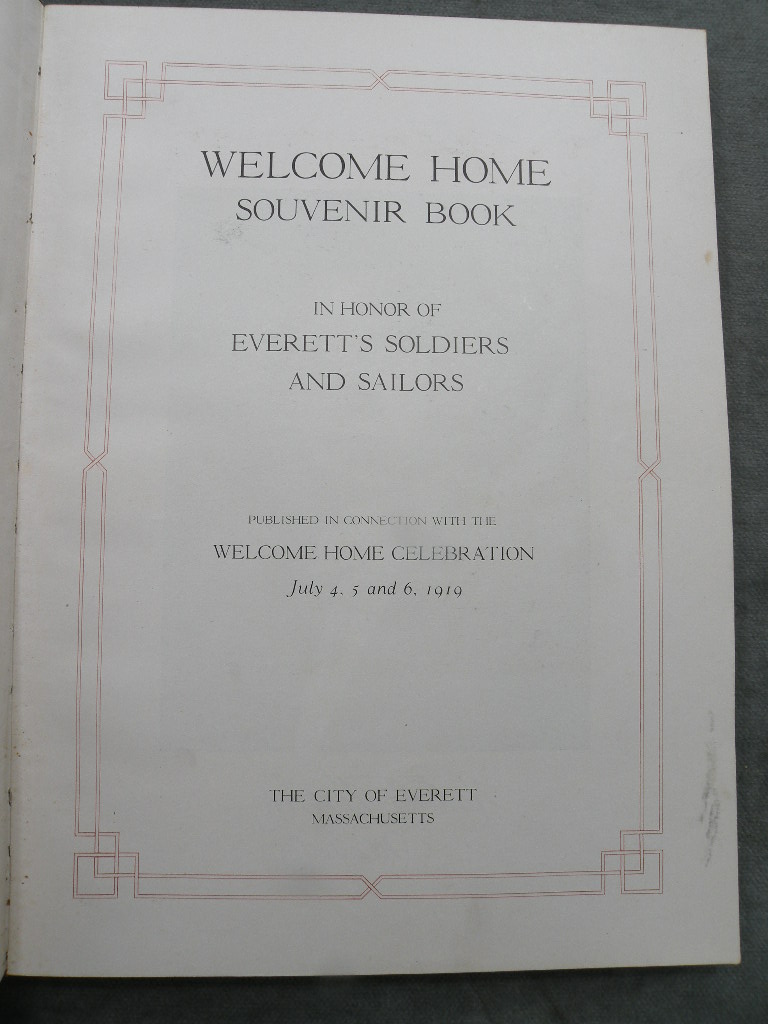 WELCOME HOME
SOUVENIR BOOK
IN HONOR OF
EVERETT'S SOLDIERS
AND SAILORS
PUBLISHED IN CONNECTION WITH THE
WELCOME HOME CELEBRATION
July 4, 5 and 6, 1919
THE CITY OF EVERETT
MASSACHUSETTS